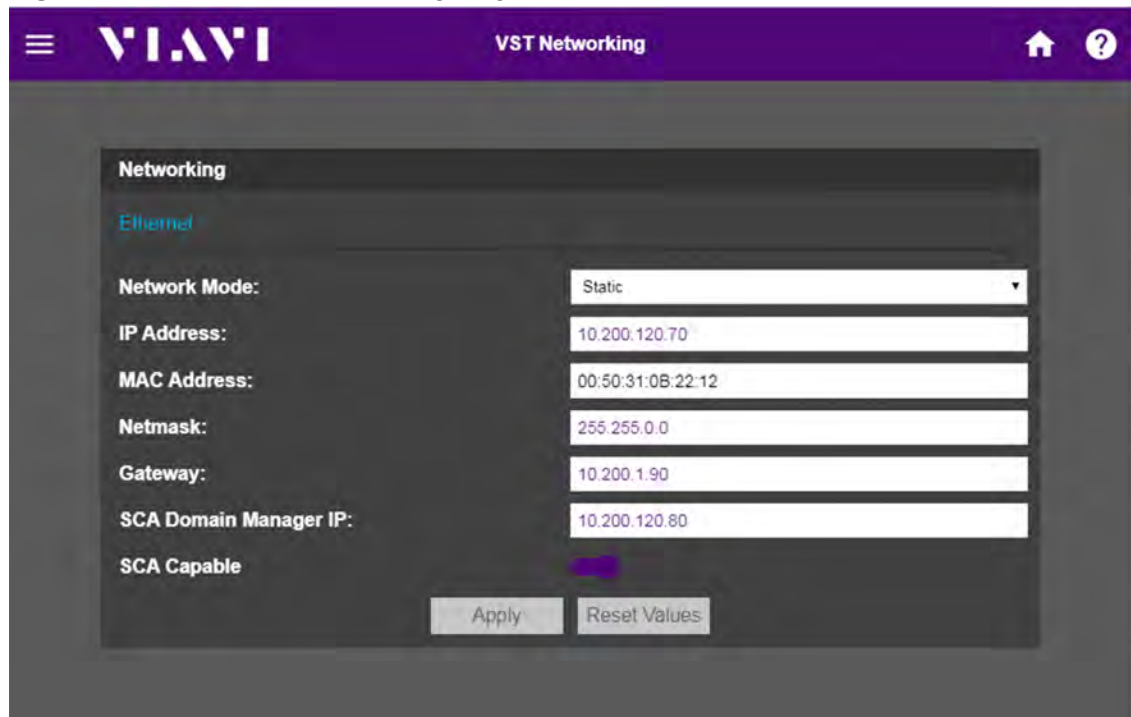 VIAVI VST Networking ?
Networking
Ethernet
Network Mode: Static
IP Address: 10.200.120.70
MAC Address: 00:50:31:0B:22:12
Netmask: 255.255.0.0
Gateway: 10.200.1.90
SCA Domain Manager IP: 10.200.120.80
SCA Capable
Apply Reset Values